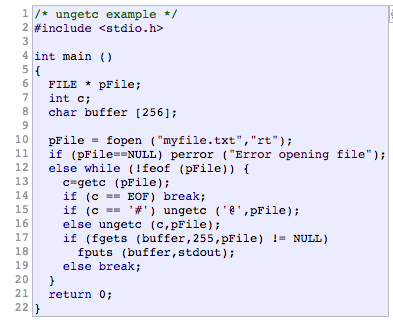 1 /* ungetc example */
2 #include <stdio.h>
3
4 int main ()
5 {
6   FILE * pFile;
7   int c;
8   char buffer [256];
9
10   pFile = fopen ("myfile.txt","rt");
11   if (pFile==NULL) perror ("Error opening file");
12   else while (!feof (pFile)) {
13     c=getc (pFile);
14     if (c == EOF) break;
15     if (c == '#') ungetc ('@',pFile);
16     else ungetc (c,pFile);
17     if (fgets (buffer,255,pFile) != NULL)
18       fputs (buffer,stdout);
19     else break;
20   }
21   return 0;
22 }